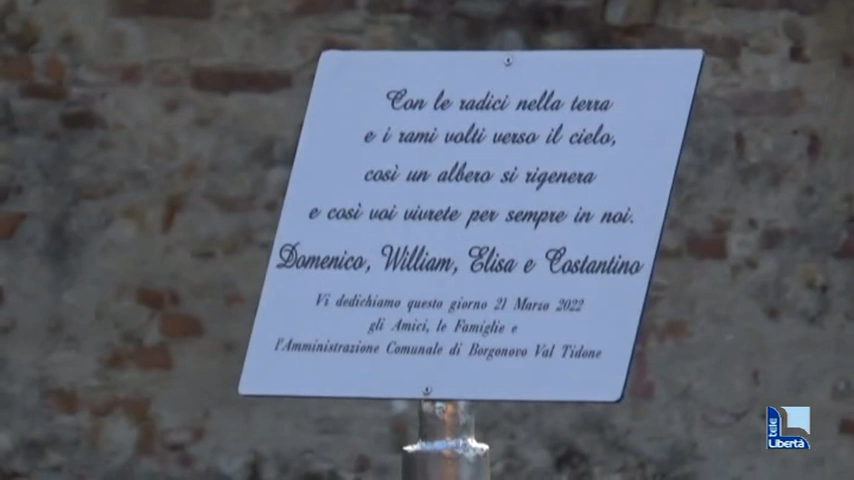 Con le radici nella terra
e i rami volti verso il cielo,
così un albero si rigenera
e così voi vivrete per sempre in noi.
Domenico, William, Elisa e Costantino
Vi dedichiamo questo giorno 21 Marzo 2022
gli Amici, le Famiglie e
l'Amministrazione Comunale di Borgonovo Val Tidone
tele
Libertà